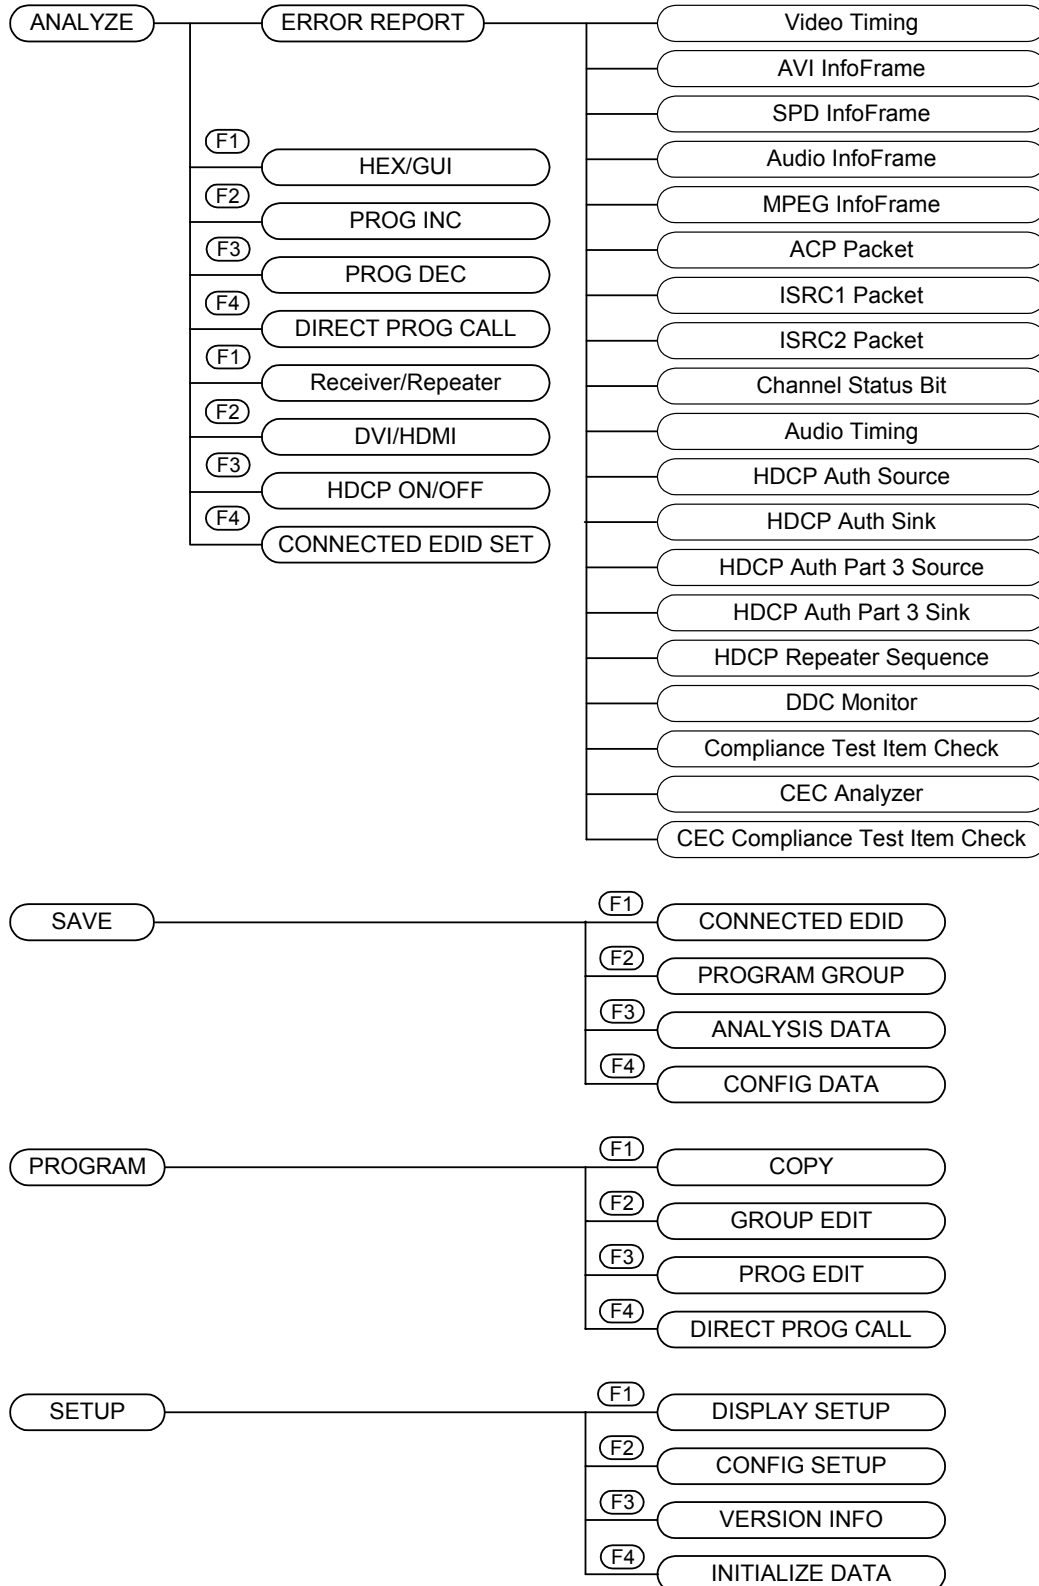 ANALYZE
ERROR REPORT
Video Timing
AVI InfoFrame
SPD InfoFrame
Audio InfoFrame
MPEG InfoFrame
ACP Packet
ISRC1 Packet
ISRC2 Packet
Channel Status Bit
Audio Timing
HDCP Auth Source
HDCP Auth Sink
HDCP Auth Part 3 Source
HDCP Auth Part 3 Sink
HDCP Repeater Sequence
DDC Monitor
Compliance Test Item Check
CEC Analyzer
CEC Compliance Test Item Check
F1
HEX/GUI
F2
PROG INC
F3
PROG DEC
F4
DIRECT PROG CALL
F1
Receiver/Repeater
F2
DVI/HDMI
F3
HDCP ON/OFF
F4
CONNECTED EDID SET
SAVE
F1
CONNECTED EDID
F2
PROGRAM GROUP
F3
ANALYSIS DATA
F4
CONFIG DATA
PROGRAM
F1
COPY
F2
GROUP EDIT
F3
PROG EDIT
F4
DIRECT PROG CALL
SETUP
F1
DISPLAY SETUP
F2
CONFIG SETUP
F3
VERSION INFO
F4
INITIALIZE DATA